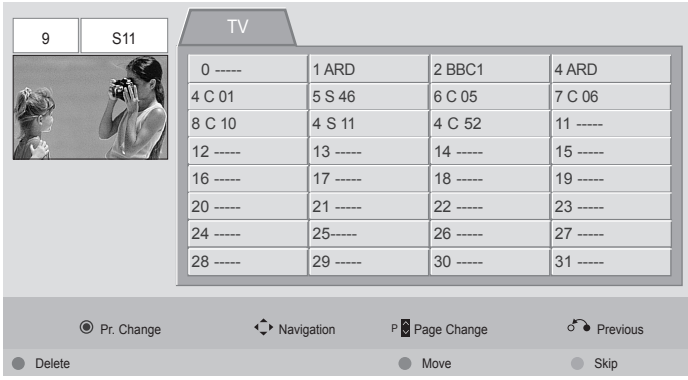 9 S11
TV
0 ----- 1 ARD 2 BBC1 4 ARD
4 C 01 5 S 46 6 C 05 7 C 06
8 C 10 4 S 11 4 C 52 11 -----
12 ----- 13 ----- 14 ----- 15 -----
16 ----- 17 ----- 18 ----- 19 -----
20 ----- 21 ----- 22 ----- 23 -----
24 ----- 25----- 26 ----- 27 -----
28 ----- 29 ----- 30 ----- 31 -----
Pr. Change Navigation P Page Change Previous
Delete Move Skip